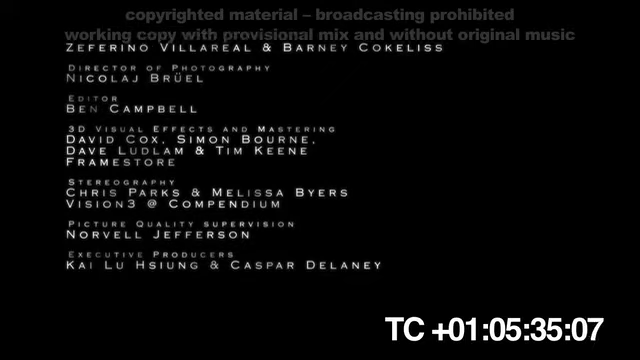 copyrighted material – broadcasting prohibited
working copy with provisional mix and without original music
Zeferino Villareal & Barney Cokeliss
Director of Photography
Nicolaj Brüel
Editor
Ben Campbell
3D Visual Effects and Mastering
David Cox, Simon Bourne,
Dave Ludlam & Tim Keene
Framestore
Stereography
Chris Parks & Melissa Byers
Vision3 @ Compendium
Picture Quality supervision
Norvell Jefferson
Executive Producers
Kai Lu Hsiung & Caspar Delaney
TC +01:05:35:07